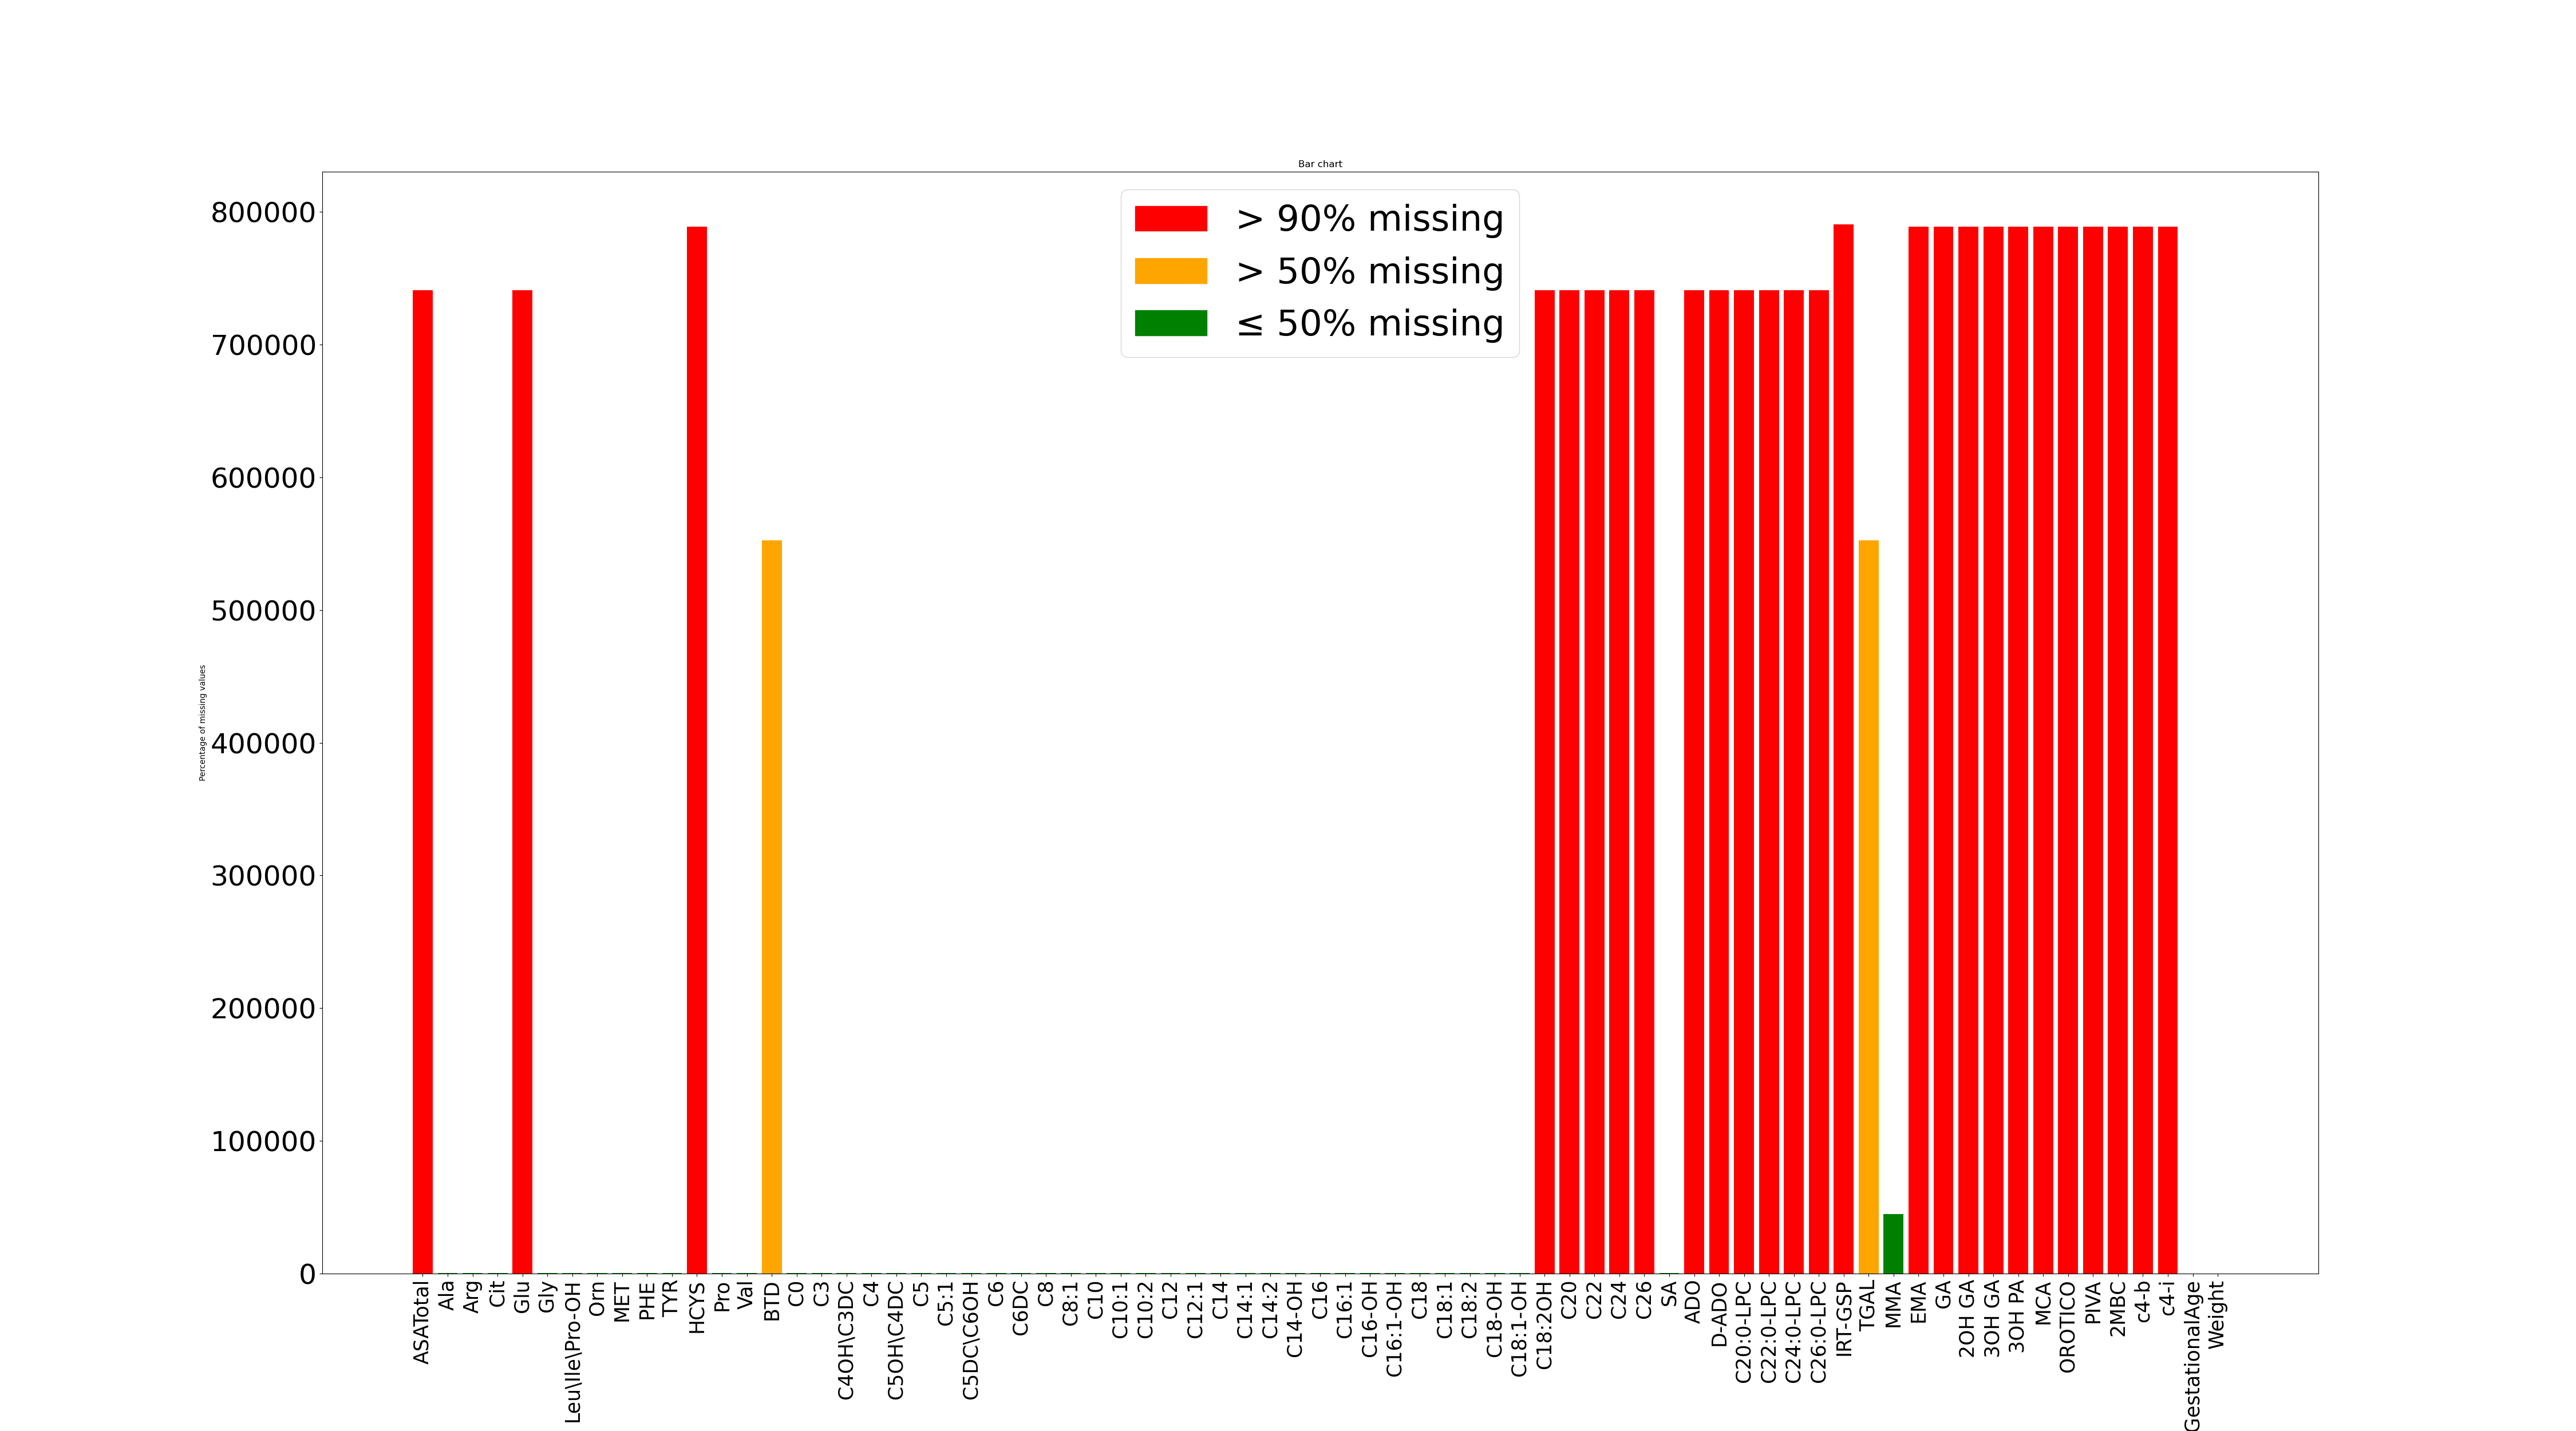 Bar chart
> 90% missing
> 50% missing
≤ 50% missing
Percentage of missing values
800000
700000
600000
500000
400000
300000
200000
100000
0
ASATotal
Ala
Arg
Cit
Glu
Gly
Leu\Ile\Pro-OH
Orn
MET
PHE
TYR
HCYS
Pro
Val
BTD
C0
C3
C4OH\C3DC
C4
C5OH\C4DC
C5
C5:1
C5DC\C6OH
C6
C6DC
C8
C8:1
C10
C10:1
C10:2
C12
C12:1
C14
C14:1
C14:2
C14-OH
C16
C16:1
C16-OH
C16:1-OH
C18
C18:1
C18:2
C18-OH
C18:1-OH
C18:2OH
C20
C22
C24
C26
SA
ADO
D-ADO
C20:0-LPC
C22:0-LPC
C24:0-LPC
C26:0-LPC
IRT-GSP
TGAL
MMA
EMA
GA
2OH GA
3OH GA
3OH PA
MCA
OROTICO
PIVA
2MBC
c4-b
c4-i
GestationalAge
Weight